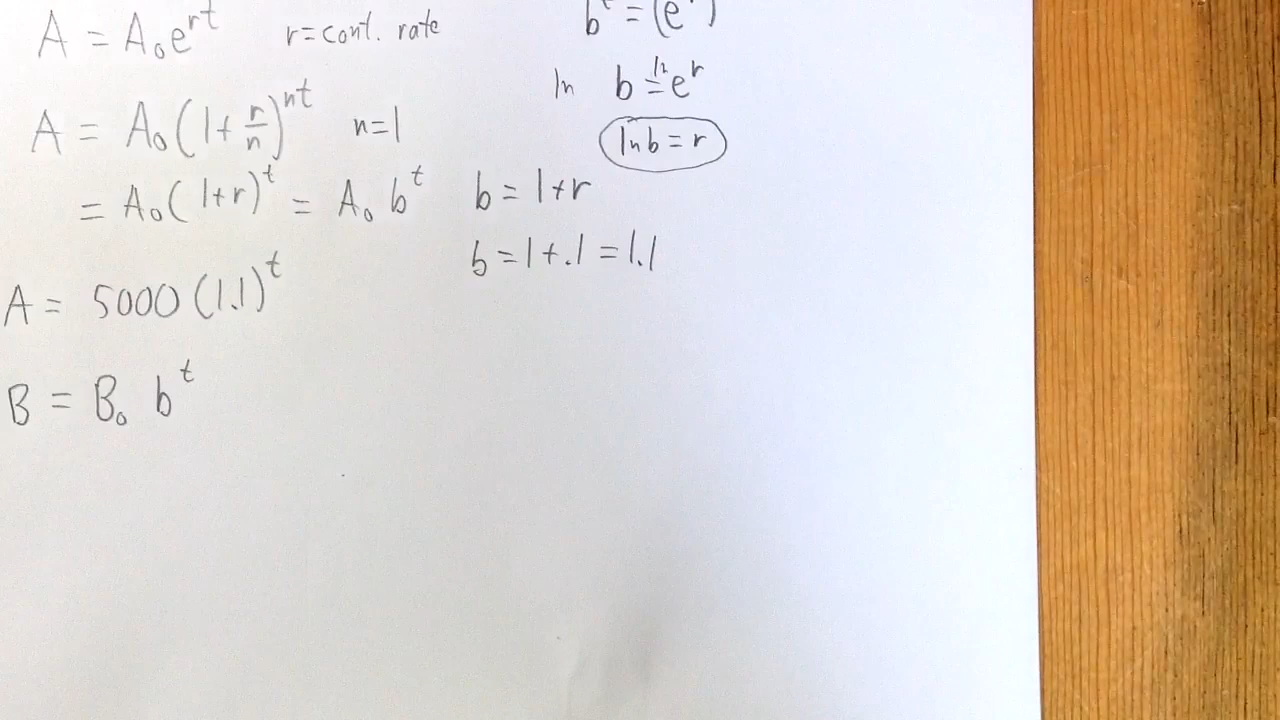 A = A₀e^{rt}  r = cont. rate
A = A₀(1 + r/n)^{nt}  n = 1
= A₀(1+r)^t = A₀ b^t  b = 1+r
b = 1 + .1 = 1.1
A = 5000(1.1)^t
B = B₀ b^t
b^t = (e^r)
ln b = ln e^r
ln b = r